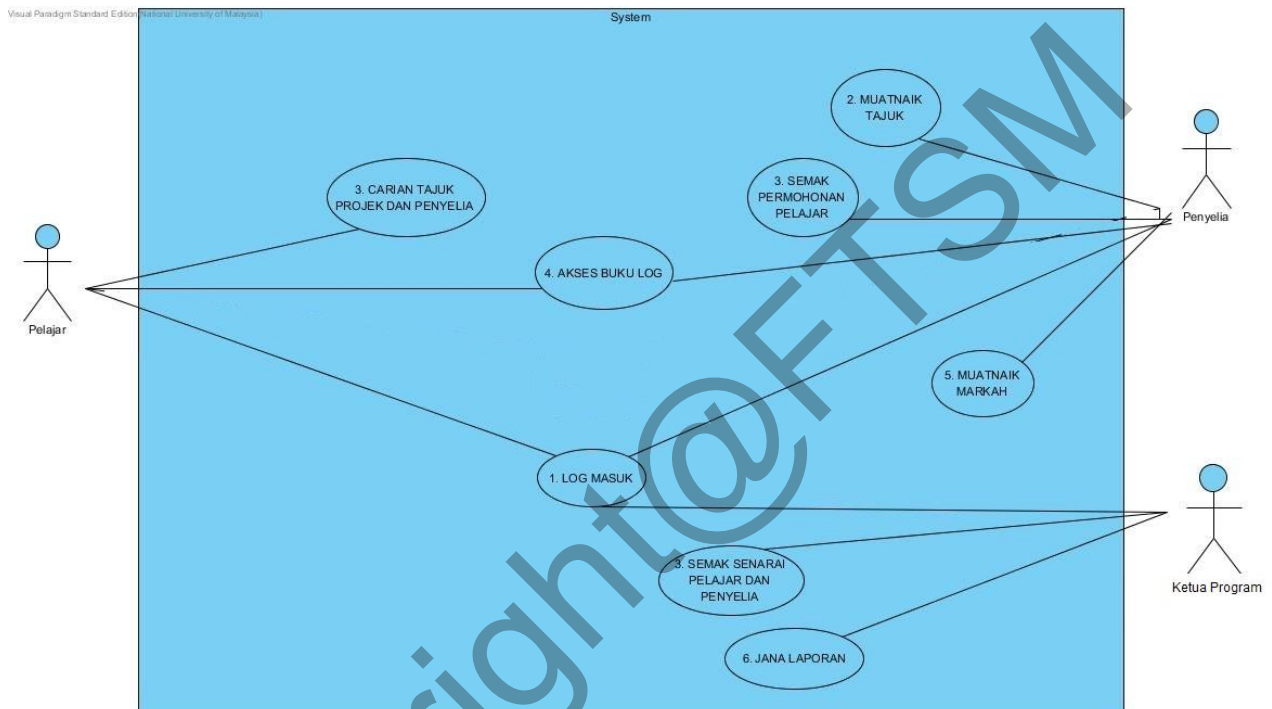 Visual Paradigm Standard Edition(National University of Malaysia)
System
2. MUATNAIK
TAJUK
3. CARIAN TAJUK
PROJEK DAN PENYELIA
3. SEMAK
PERMOHONAN
PELAJAR
Penyelia
4. AKSES BUKU LOG
Pelajar
5. MUATNAIK
MARKAH
1. LOG MASUK
3. SEMAK SENARAI
PELAJAR DAN
PENYELIA
Ketua Program
6. JANA LAPORAN
right@FTSM